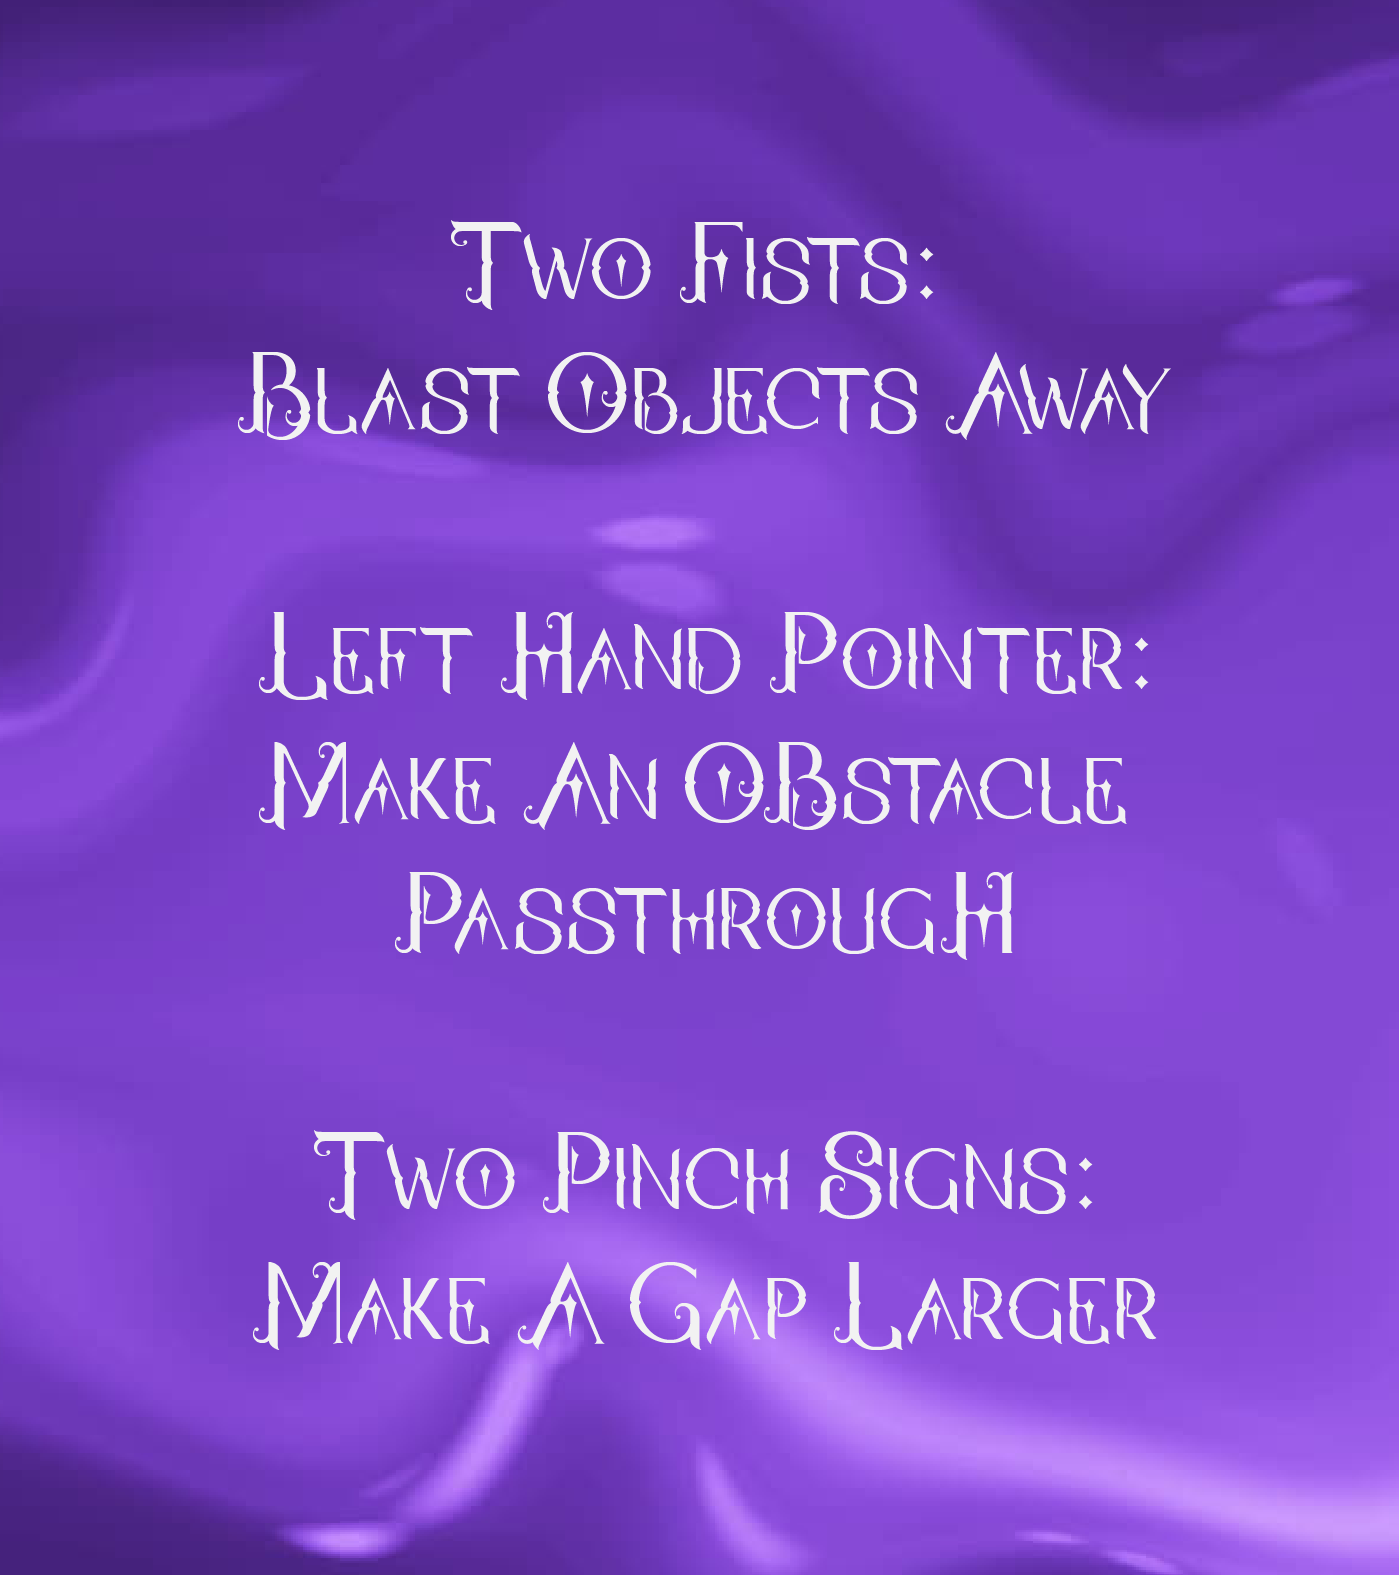 Two Fists:
Blast Objects Away
Left Hand Pointer:
Make An OBstacle
PassthrougH
Two Pinch Signs:
Make A Gap Larger